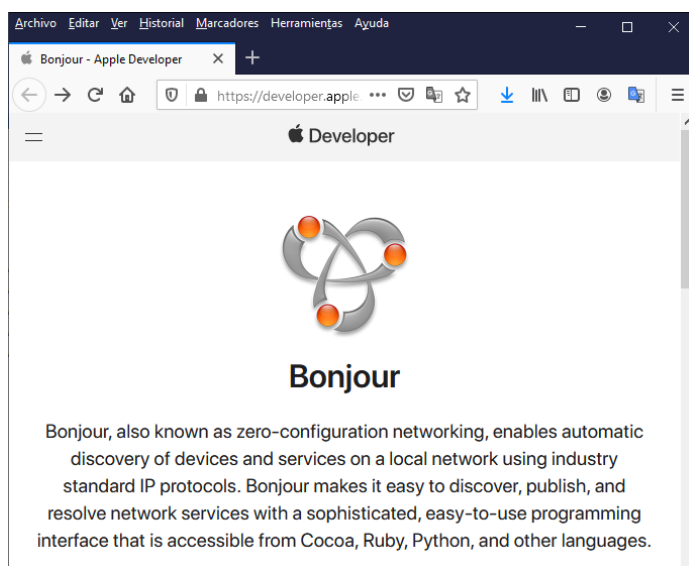 Archivo Editar Ver Historial Marcadores Herramientas Ayuda
Bonjour - Apple Developer
https://developer.apple.
Developer
Bonjour
Bonjour, also known as zero-configuration networking, enables automatic
discovery of devices and services on a local network using industry
standard IP protocols. Bonjour makes it easy to discover, publish, and
resolve network services with a sophisticated, easy-to-use programming
interface that is accessible from Cocoa, Ruby, Python, and other languages.